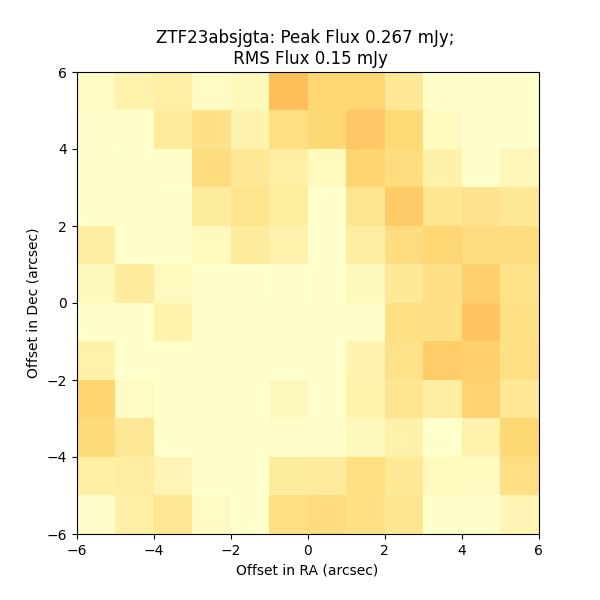 ZTF23absjgta: Peak Flux 0.267 mJy;
RMS Flux 0.15 mJy
6
4
2
0
−2
−4
−6
Offset in Dec (arcsec)
−6 −4 −2 0 2 4 6
Offset in RA (arcsec)